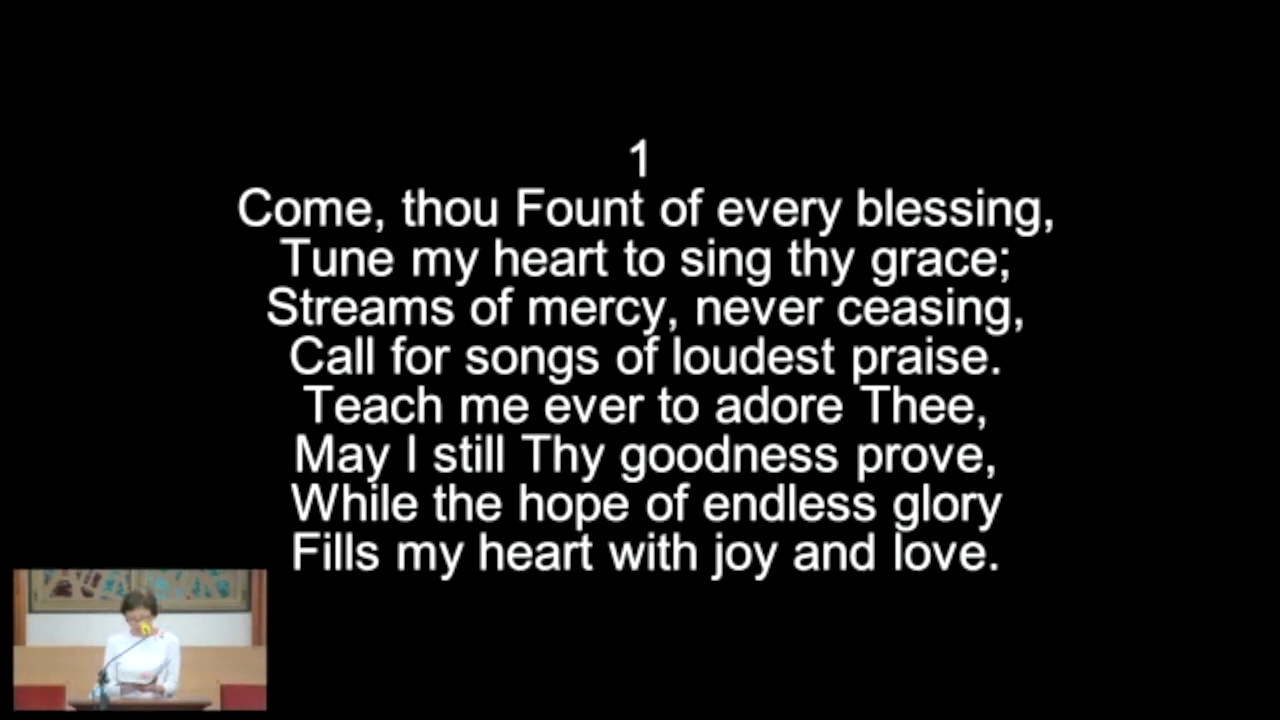 1
Come, thou Fount of every blessing,
Tune my heart to sing thy grace;
Streams of mercy, never ceasing,
Call for songs of loudest praise.
Teach me ever to adore Thee,
May I still Thy goodness prove,
While the hope of endless glory
Fills my heart with joy and love.